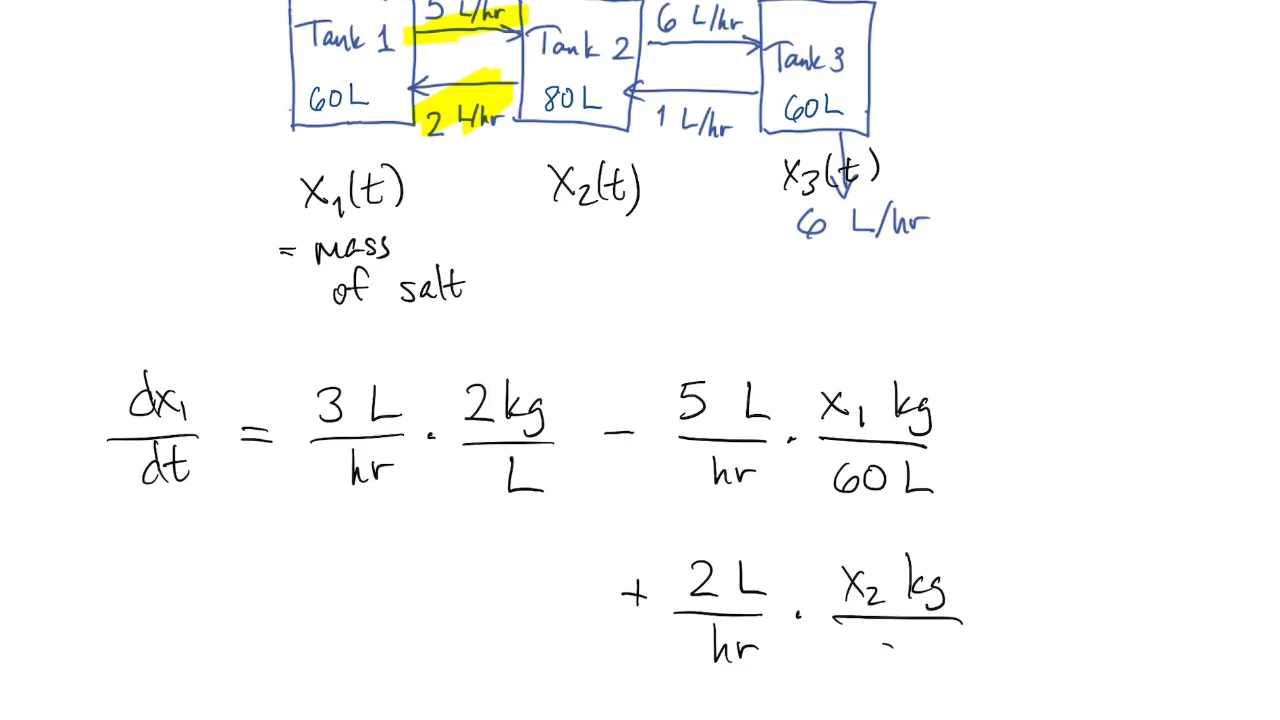 5 L/hr
6 L/hr
Tank 1
Tank 2
Tank 3
60 L
80 L
60 L
2 L/hr
1 L/hr
x₁(t)
x₂(t)
x₃(t)
6 L/hr
= mass
of salt
dx₁/dt = 3 L/hr · 2 kg/L − 5 L/hr · x₁ kg/60 L
+ 2 L/hr · x₂ kg